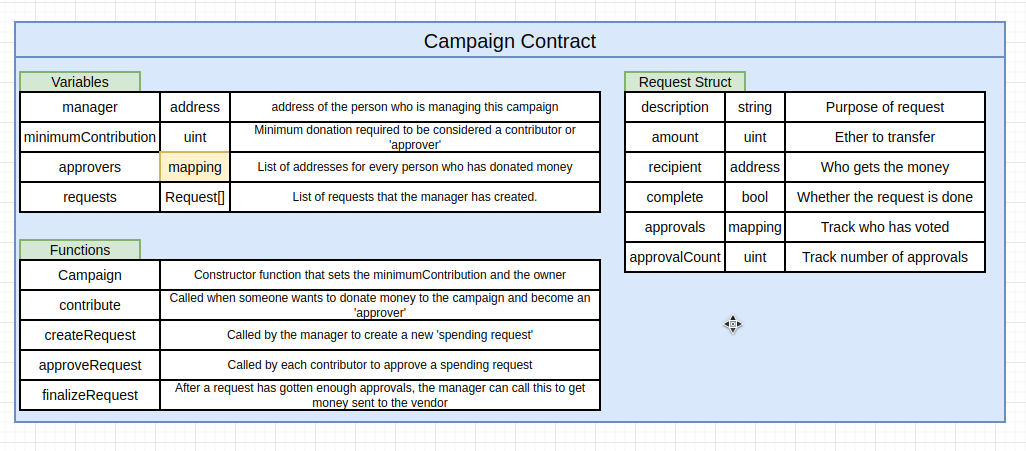 Campaign Contract
Variables
manager address address of the person who is managing this campaign
minimumContribution uint Minimum donation required to be considered a contributor or
'approver'
approvers mapping List of addresses for every person who has donated money
requests Request[] List of requests that the manager has created.
Functions
Campaign Constructor function that sets the minimumContribution and the owner
contribute Called when someone wants to donate money to the campaign and become an
'approver'
createRequest Called by the manager to create a new 'spending request'
approveRequest Called by each contributor to approve a spending request
finalizeRequest After a request has gotten enough approvals, the manager can call this to get
money sent to the vendor
Request Struct
description string Purpose of request
amount uint Ether to transfer
recipient address Who gets the money
complete bool Whether the request is done
approvals mapping Track who has voted
approvalCount uint Track number of approvals